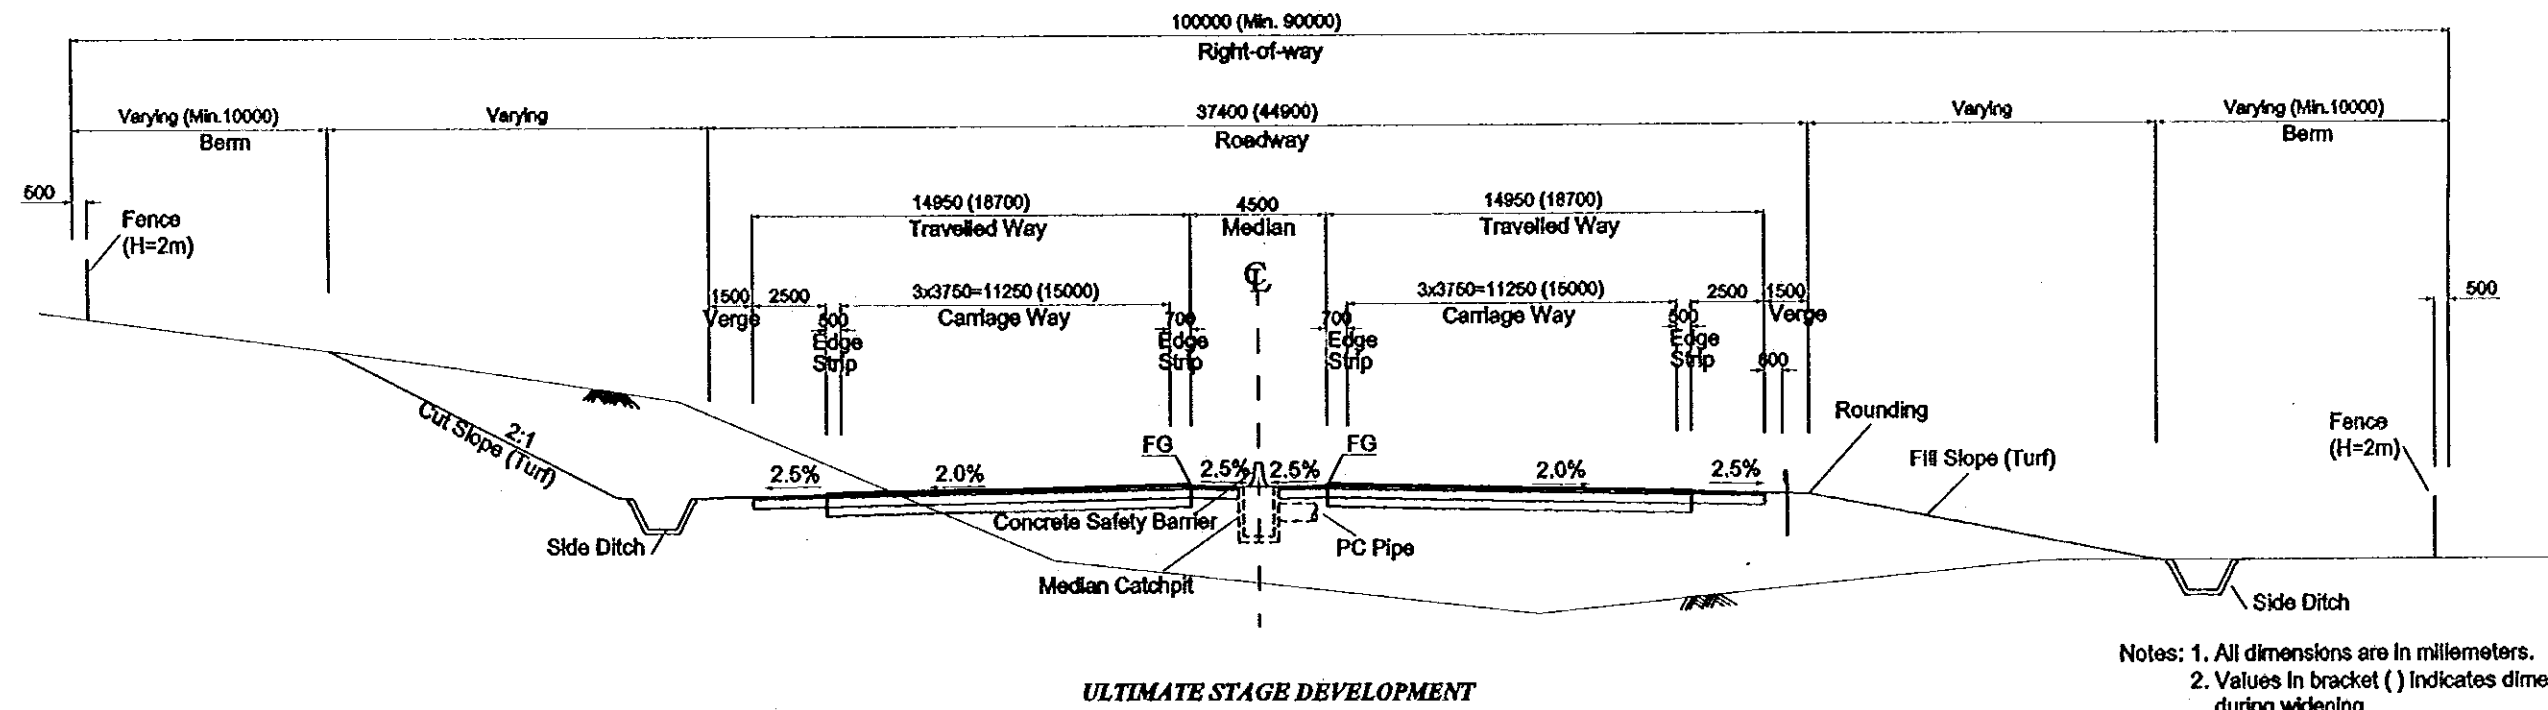 100000 (Min. 90000)
Right-of-way
Varying (Min.10000)
Varying
37400 (44900)
Varying
Varying (Min.10000)
Berm
Roadway
Berm
500
14950 (18700)
4500
14950 (18700)
Travelled Way
Median
Travelled Way
Fence
(H=2m)
CL
1500
2500
3x3750=11250 (15000)
3x3750=11250 (15000)
2500
1500
500
Verge
500
Carriage Way
700
700
Carriage Way
500
Verge
Edge
Strip
Edge
Strip
Edge
Strip
Edge
Strip
600
Cut Slope (Turf)
2:1
Rounding
Fence
(H=2m)
FG
FG
Fill Slope (Turf)
2.5%
2.0%
2.5%
2.5%
2.0%
2.5%
Concrete Safety Barrier
Side Ditch
PC Pipe
Median Catchpit
Side Ditch
Notes: 1. All dimensions are in millemeters.
2. Values in bracket ( ) indicates dime
during widening
ULTIMATE STAGE DEVELOPMENT